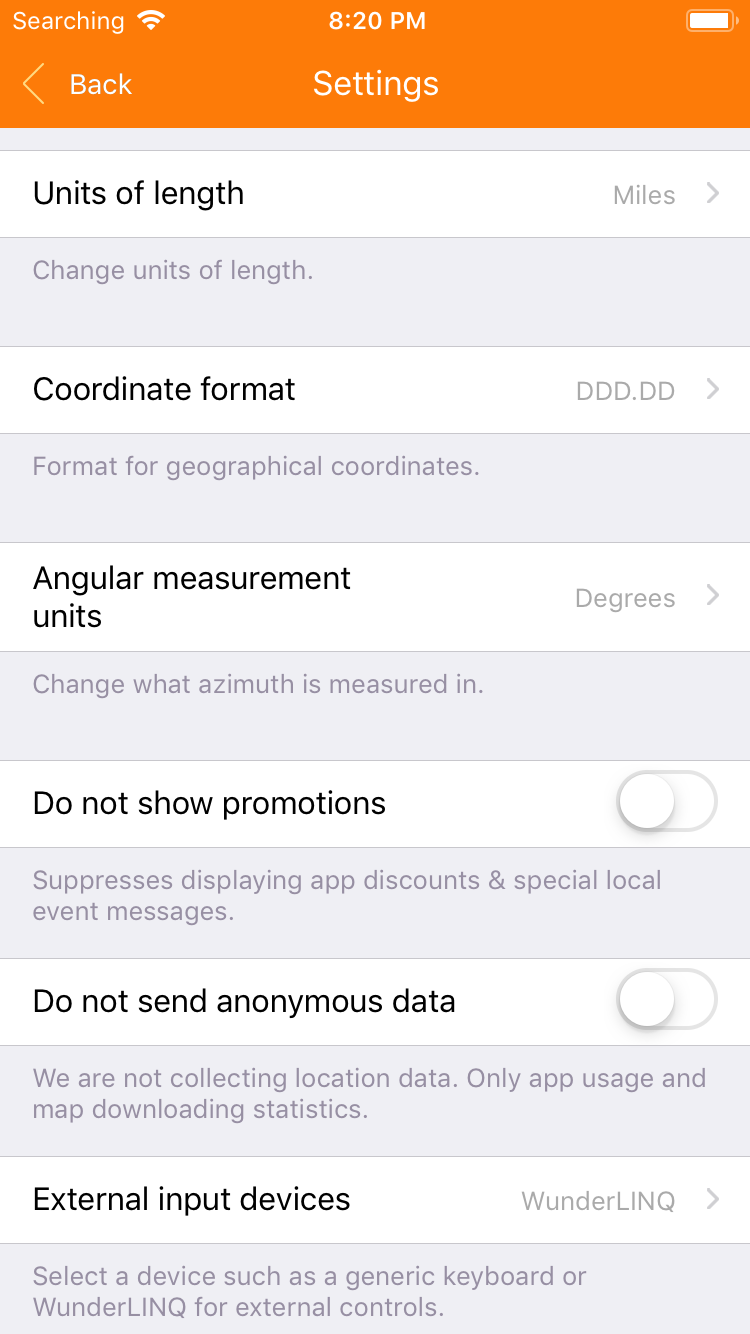 Searching 8:20 PM
Back Settings
Units of length Miles
Change units of length.
Coordinate format DDD.DD
Format for geographical coordinates.
Angular measurement
units Degrees
Change what azimuth is measured in.
Do not show promotions
Suppresses displaying app discounts & special local
event messages.
Do not send anonymous data
We are not collecting location data. Only app usage and
map downloading statistics.
External input devices WunderLINQ
Select a device such as a generic keyboard or
WunderLINQ for external controls.